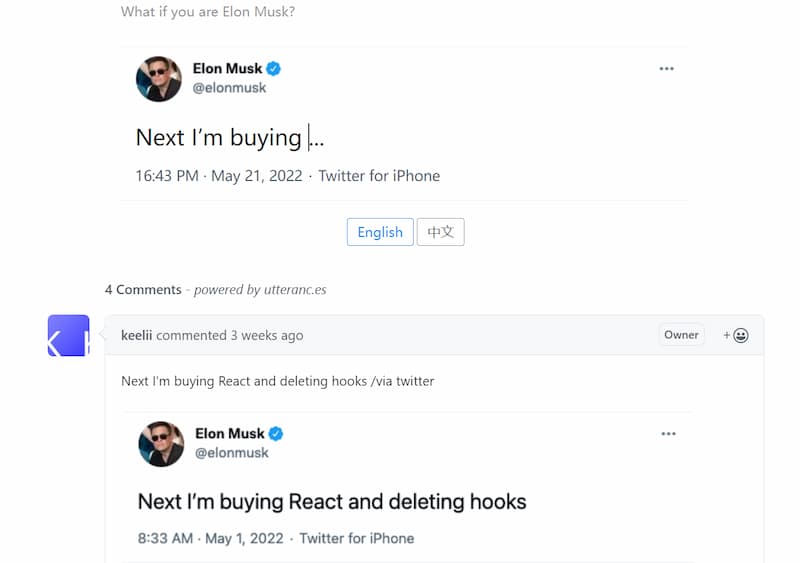 What if you are Elon Musk?
Elon Musk
@elonmusk
Next I’m buying ...
16:43 PM · May 21, 2022 · Twitter for iPhone
English 中文
4 Comments - powered by utteranc.es
keelii commented 3 weeks ago Owner +
Next I'm buying React and deleting hooks /via twitter
Elon Musk
@elonmusk
Next I’m buying React and deleting hooks
8:33 AM · May 1, 2022 · Twitter for iPhone